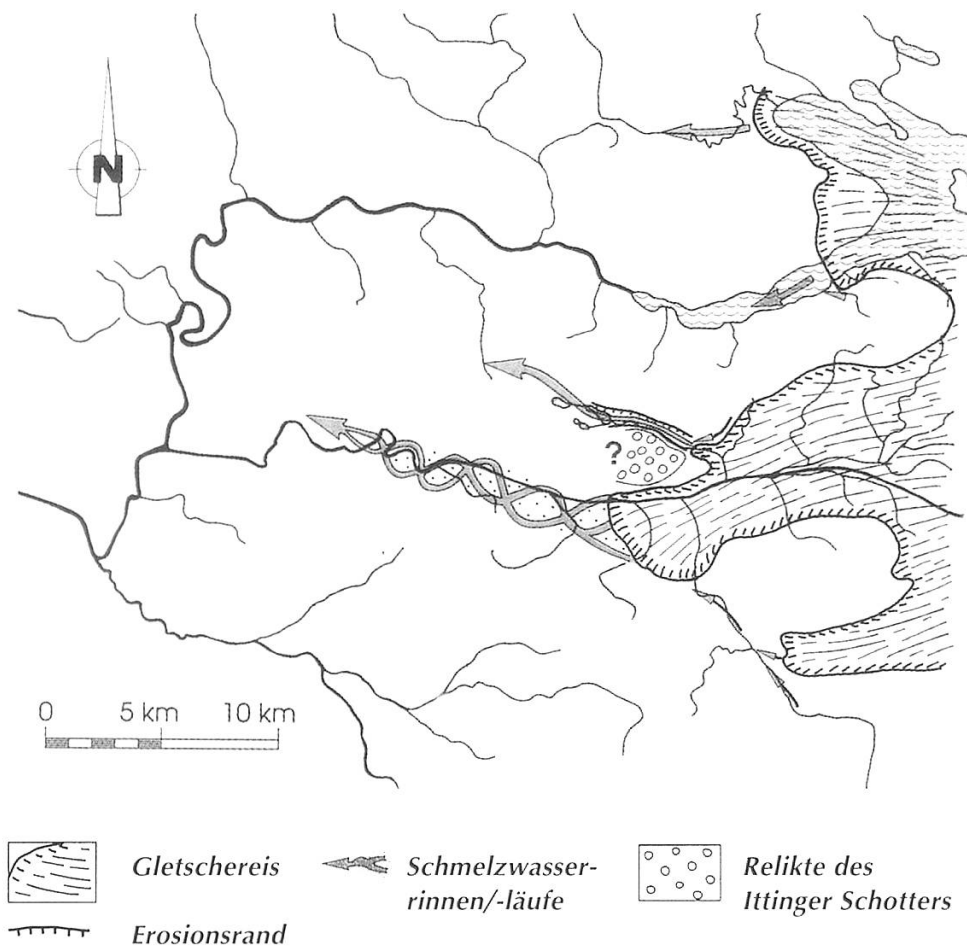 N
?
0 5 km 10 km
Gletschereis
Schmelzwasser-
rinnen/-läufe
Relikte des
Ittinger Schotters
Erosionsrand